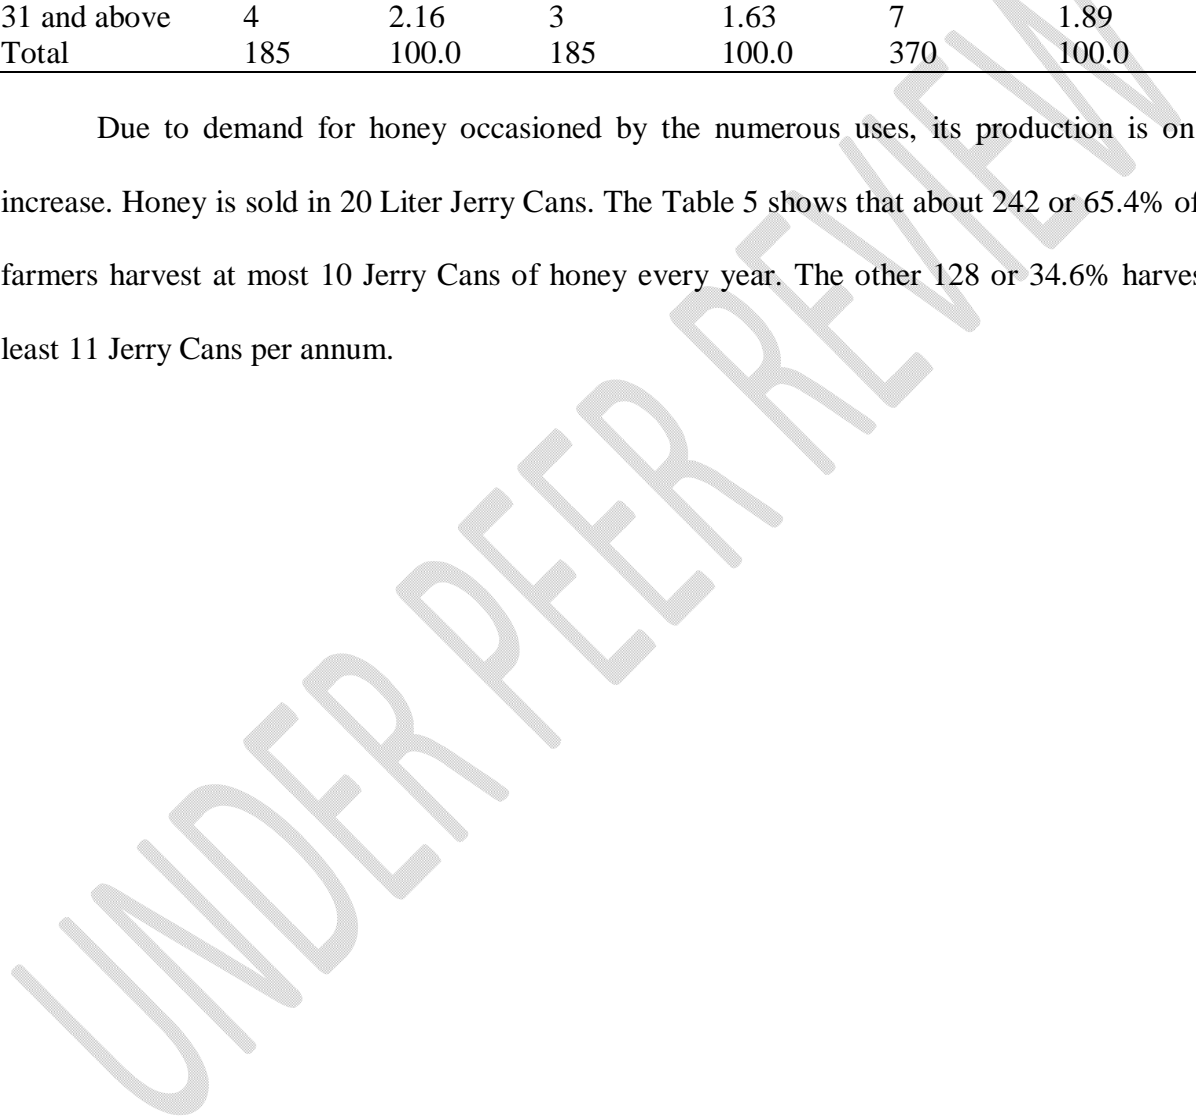 31 and above 4 2.16 3 1.63 7 1.89
Total 185 100.0 185 100.0 370 100.0
Due to demand for honey occasioned by the numerous uses, its production is on
increase. Honey is sold in 20 Liter Jerry Cans. The Table 5 shows that about 242 or 65.4% of
farmers harvest at most 10 Jerry Cans of honey every year. The other 128 or 34.6% harves
least 11 Jerry Cans per annum.
UNDER PEER REVIEW